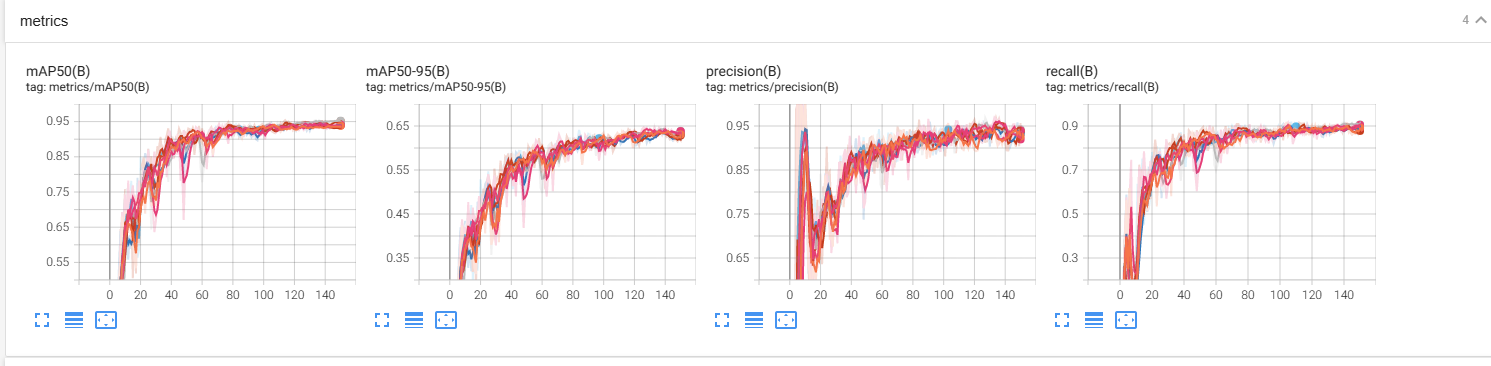 metrics
4
mAP50(B)
tag: metrics/mAP50(B)
0.95
0.85
0.75
0.65
0.55
0 20 40 60 80 100 120 140
mAP50-95(B)
tag: metrics/mAP50-95(B)
0.65
0.55
0.45
0.35
0 20 40 60 80 100 120 140
precision(B)
tag: metrics/precision(B)
0.95
0.85
0.75
0.65
0 20 40 60 80 100 120 140
recall(B)
tag: metrics/recall(B)
0.9
0.7
0.5
0.3
0 20 40 60 80 100 120 140